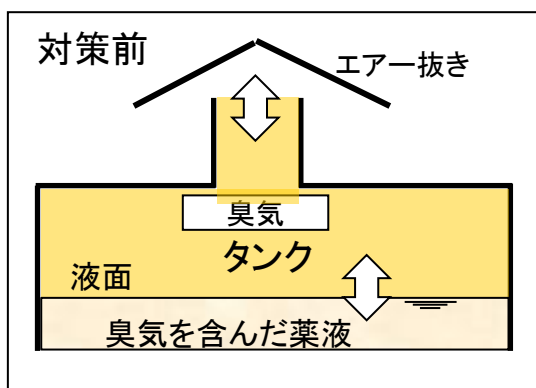 対策前
エアー抜き
臭気
タンク
液面
臭気を含んだ薬液